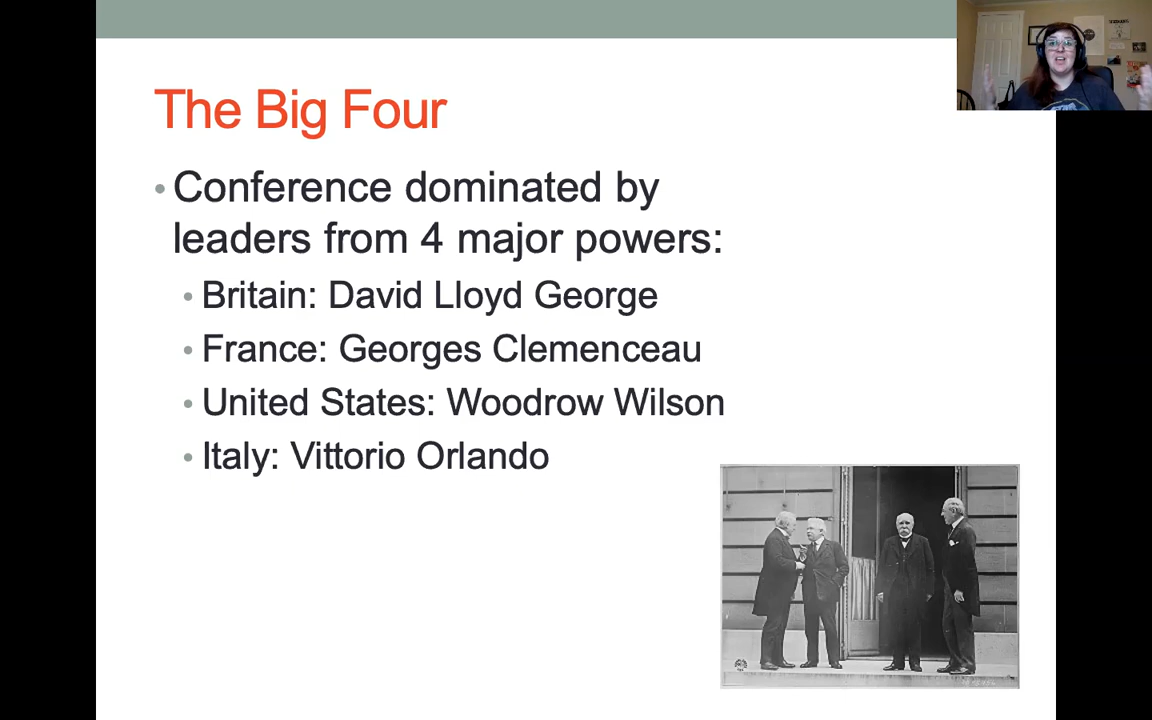 The Big Four
• Conference dominated by
leaders from 4 major powers:
• Britain: David Lloyd George
• France: Georges Clemenceau
• United States: Woodrow Wilson
• Italy: Vittorio Orlando